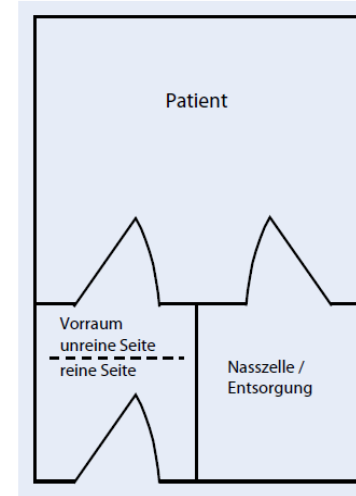 Patient
Vorraum
unreine Seite
reine Seite
Nasszelle /
Entsorgung